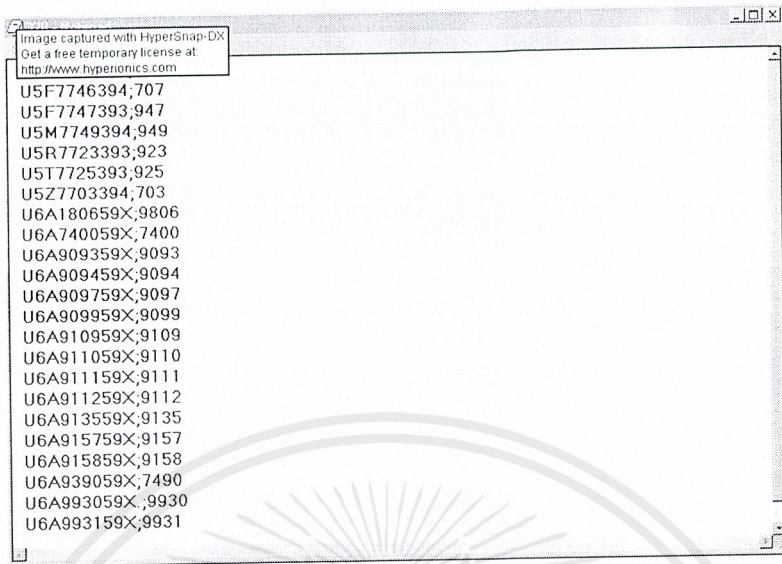 Image captured with HyperSnap-DX
Get a free temporary license at:
http://www.hyperionics.com
U5F7746394;707
U5F7747393;947
U5M7749394;949
U5R7723393;923
U5T7725393;925
U5Z7703394;703
U6A180659X;9806
U6A740059X;7400
U6A909359X;9093
U6A909459X;9094
U6A909759X;9097
U6A909959X;9099
U6A910959X;9109
U6A911059X;9110
U6A911159X;9111
U6A911259X;9112
U6A913559X;9135
U6A915759X;9157
U6A915859X;9158
U6A939059X;7490
U6A993059X.;9930
U6A993159X;9931